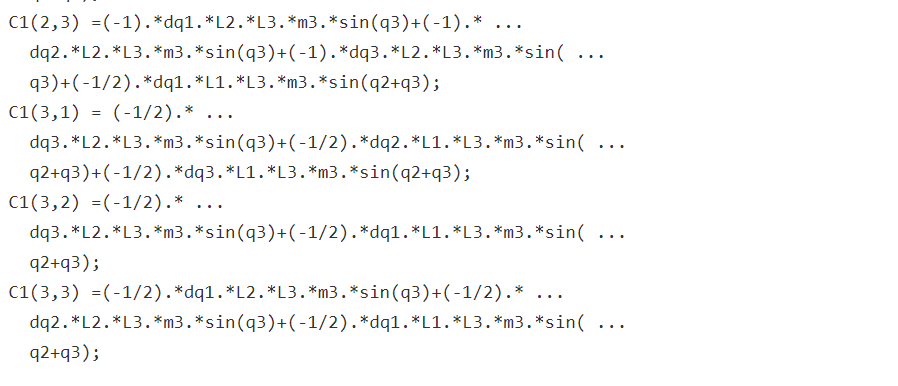 C1(2,3) =(-1).*dq1.*L2.*L3.*m3.*sin(q3)+(-1).* ...
dq2.*L2.*L3.*m3.*sin(q3)+(-1).*dq3.*L2.*L3.*m3.*sin( ...
q3)+(-1/2).*dq1.*L1.*L3.*m3.*sin(q2+q3);
C1(3,1) = (-1/2).* ...
dq3.*L2.*L3.*m3.*sin(q3)+(-1/2).*dq2.*L1.*L3.*m3.*sin( ...
q2+q3)+(-1/2).*dq3.*L1.*L3.*m3.*sin(q2+q3);
C1(3,2) =(-1/2).* ...
dq3.*L2.*L3.*m3.*sin(q3)+(-1/2).*dq1.*L1.*L3.*m3.*sin( ...
q2+q3);
C1(3,3) =(-1/2).*dq1.*L2.*L3.*m3.*sin(q3)+(-1/2).* ...
dq2.*L2.*L3.*m3.*sin(q3)+(-1/2).*dq1.*L1.*L3.*m3.*sin( ...
q2+q3);